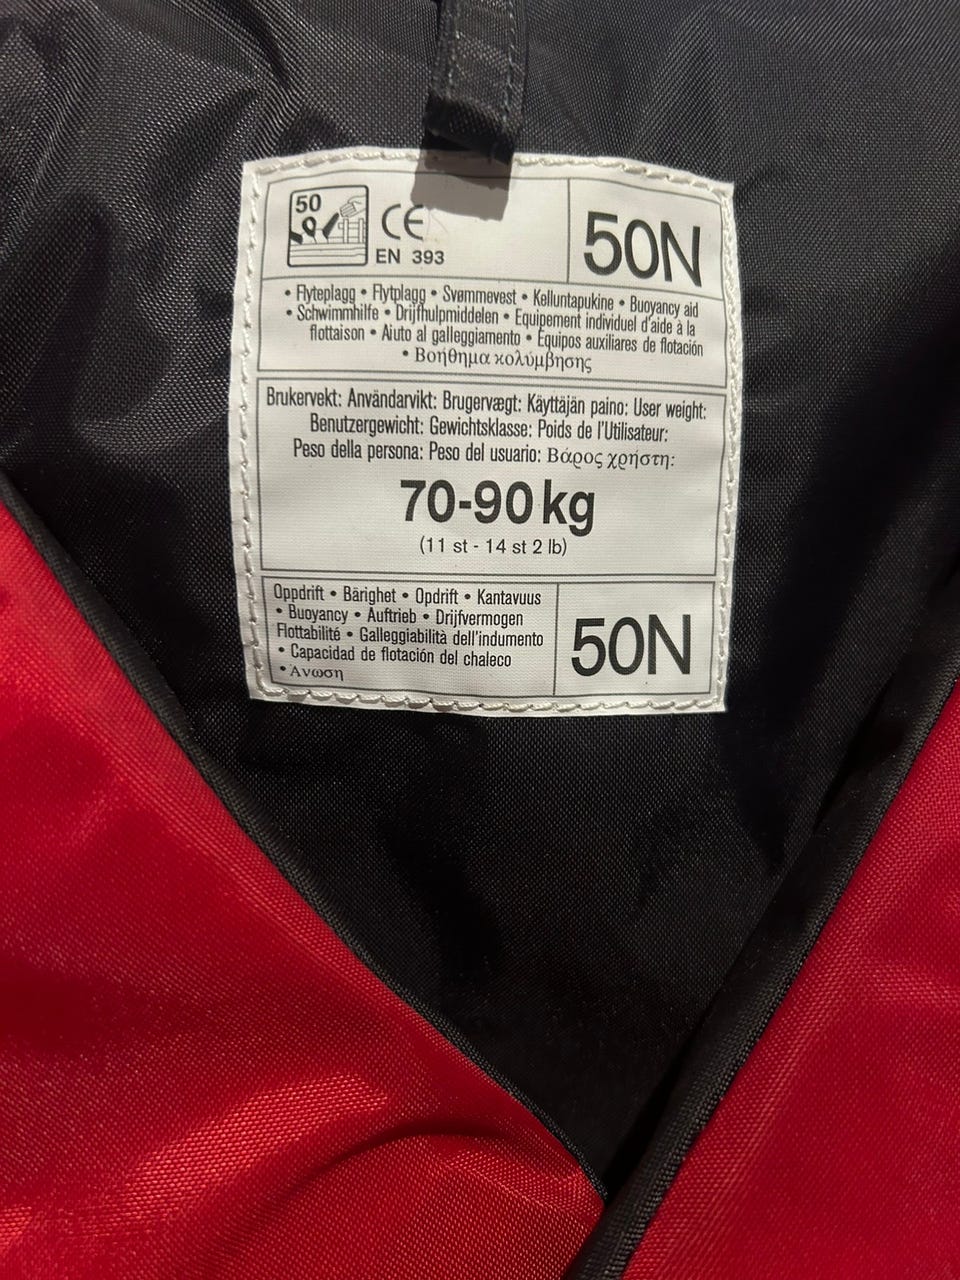 50
CE
EN 393
50N
• Flyteplagg • Flytplagg • Svømmevest • Kelluntapukine • Buoyancy aid
• Schwimmhilfe • Drijfhulpmiddelen • Equipement individuel d'aide à la
flottaison • Aiuto al galleggiamento • Equipos auxiliares de flotación
• Βοήθημα κολύμβησης
Brukervekt: Användarvikt: Brugervægt: Käyttäjän paino: User weight:
Benutzergewicht: Gewichtsklasse: Poids de l'Utilisateur:
Peso della persona: Peso del usuario: Βάρος χρήστη:
70-90 kg
(11 st - 14 st 2 lb)
Oppdrift • Bärighet • Opdrift • Kantavuus
• Buoyancy • Auftrieb • Drijfvermogen
Flottabilité • Galleggiabilità dell'indumento
• Capacidad de flotación del chaleco
• Ανωση
50N